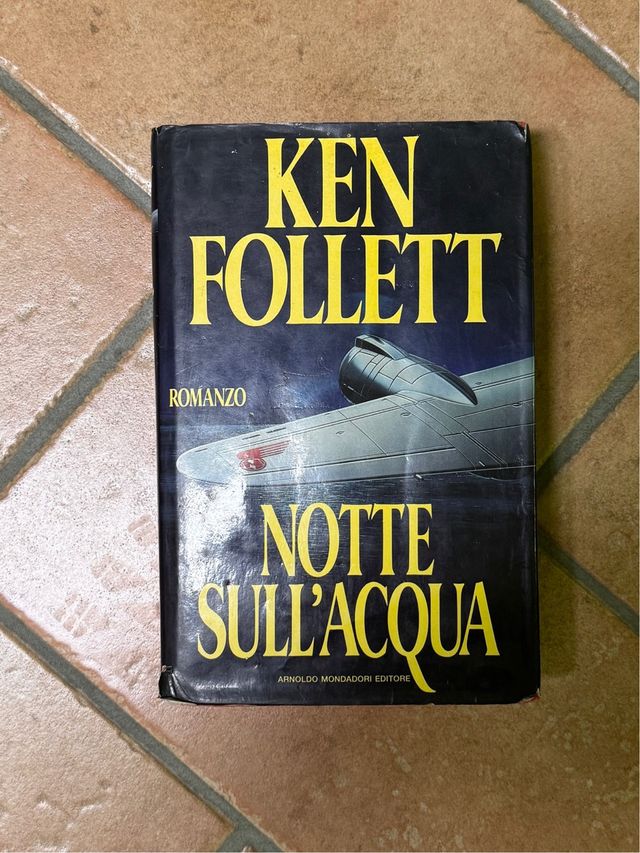 KEN
FOLLETT
ROMANZO
NOTTE
SULL'ACQUA
ARNOLDO MONDADORI EDITORE